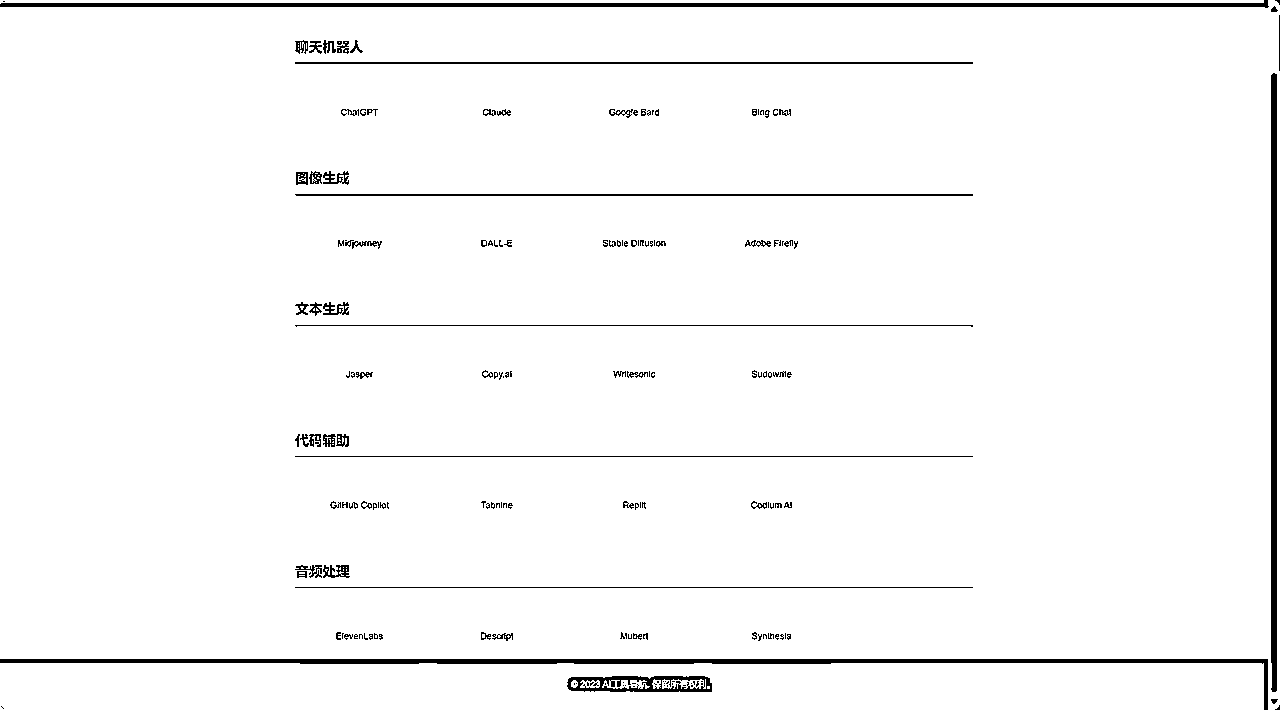 聊天机器人
ChatGPT Claude Google Bard Bing Chat
图像生成
Midjourney DALL-E Stable Diffusion Adobe Firefly
文本生成
Jasper Copy.ai Writesonic Sudowrite
代码辅助
GitHub Copilot Tabnine Replit Codium AI
音频处理
ElevenLabs Descript Mubert Synthesia
© 2023 AI工具导航. 保留所有权利.